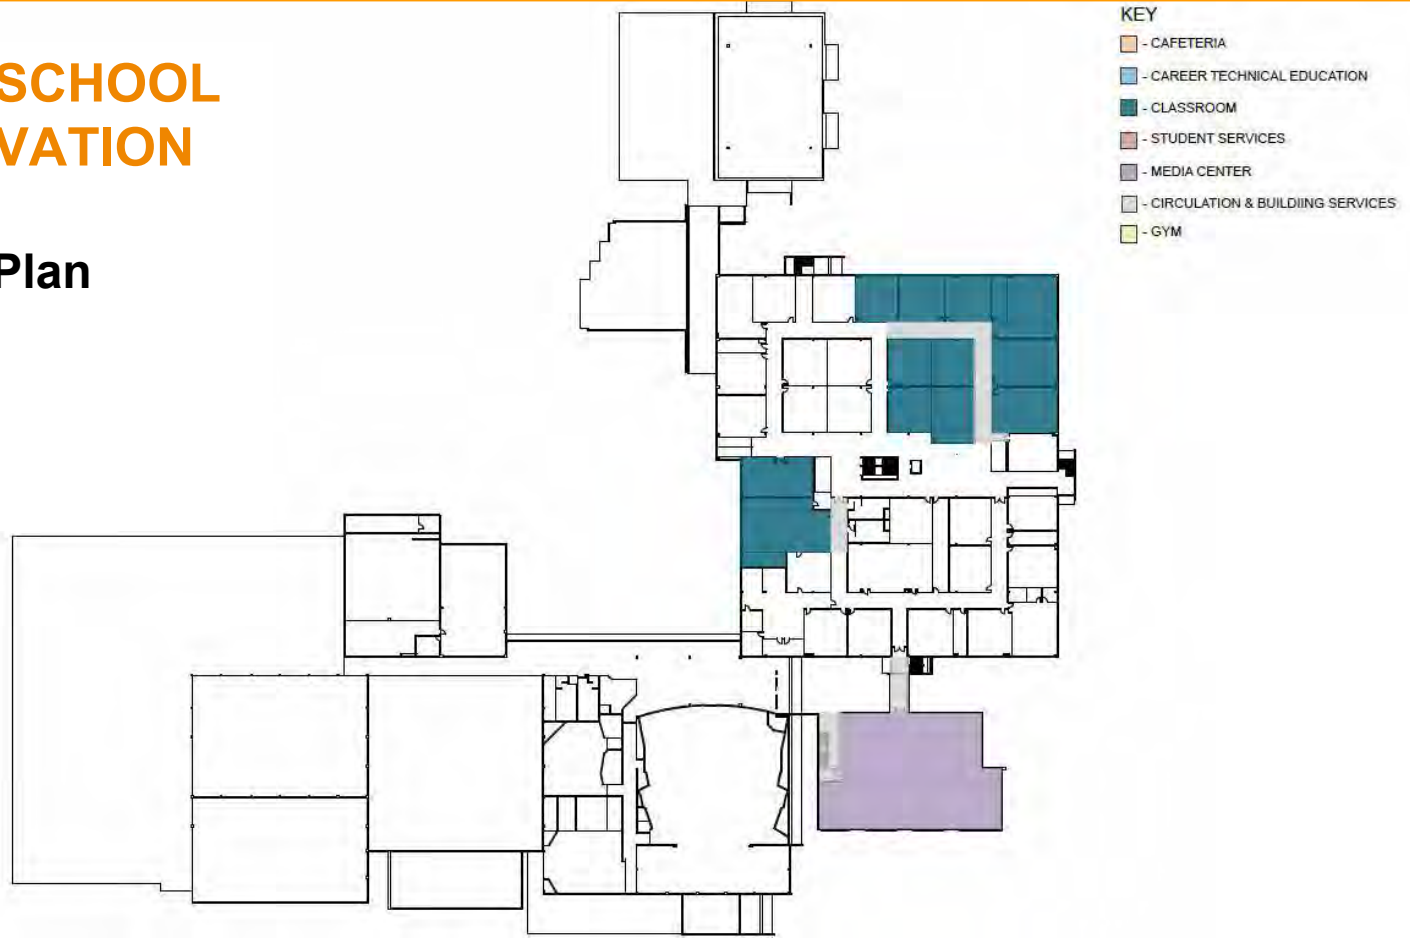 SCHOOL
VATION
Plan
KEY
- CAFETERIA
- CAREER TECHNICAL EDUCATION
- CLASSROOM
- STUDENT SERVICES
- MEDIA CENTER
- CIRCULATION & BUILDIING SERVICES
- GYM